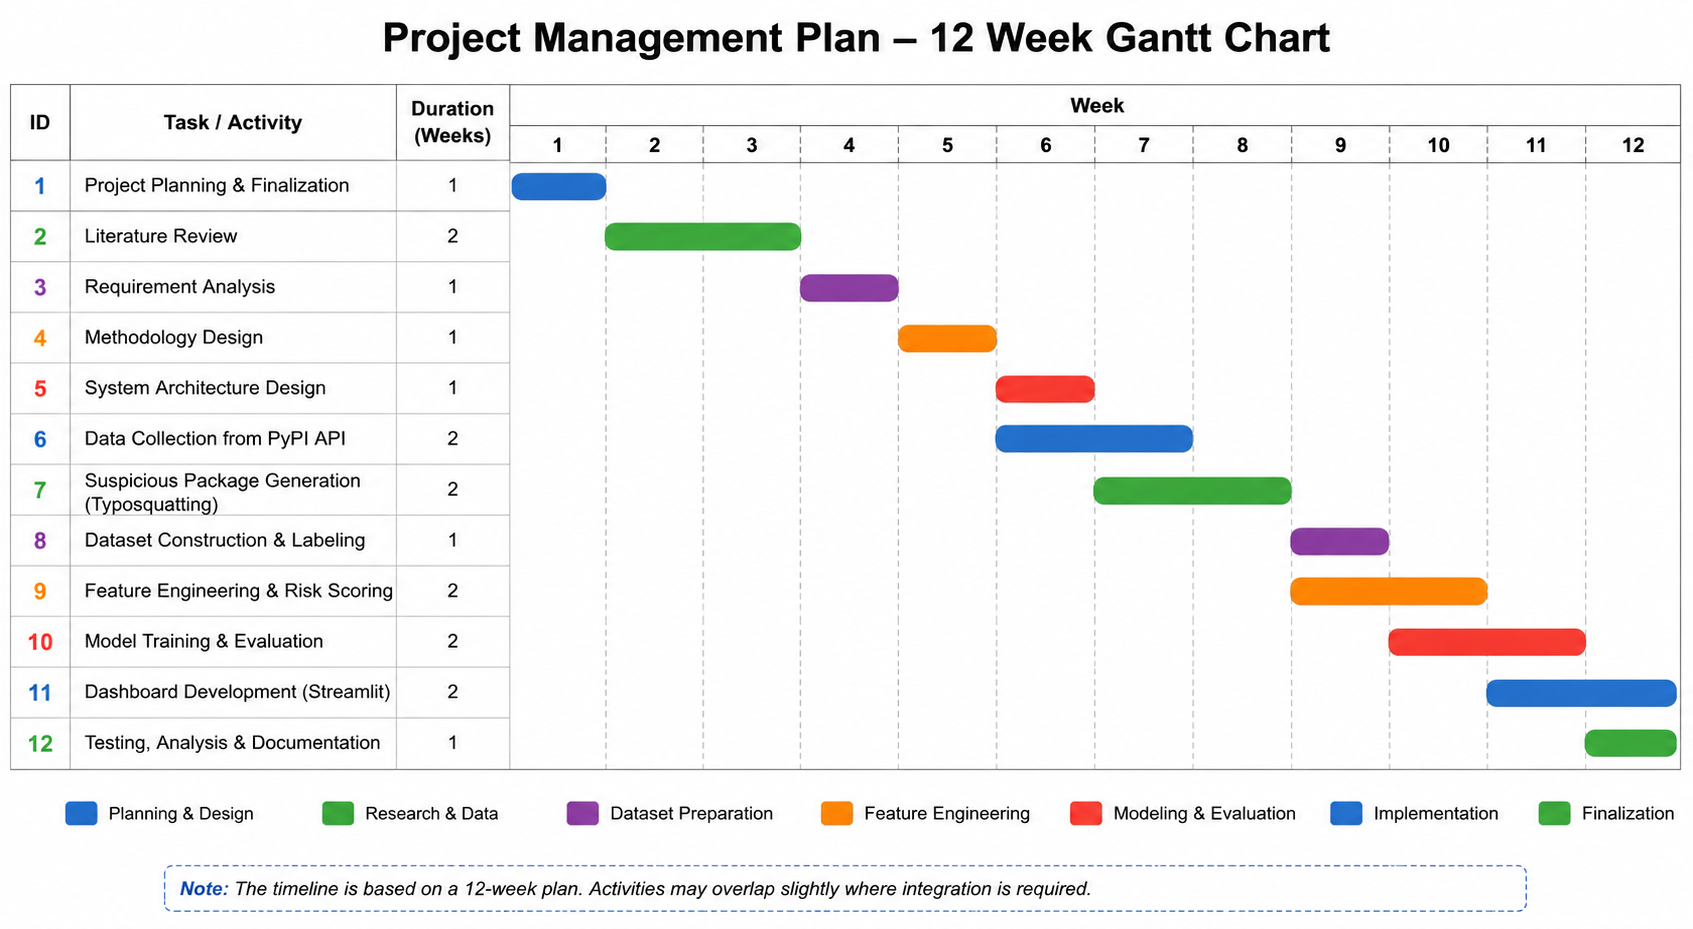 Project Management Plan – 12 Week Gantt Chart
ID Task / Activity Duration (Weeks) Week
1 2 3 4 5 6 7 8 9 10 11 12
1 Project Planning & Finalization 1
2 Literature Review 2
3 Requirement Analysis 1
4 Methodology Design 1
5 System Architecture Design 1
6 Data Collection from PyPI API 2
7 Suspicious Package Generation (Typosquatting) 2
8 Dataset Construction & Labeling 1
9 Feature Engineering & Risk Scoring 2
10 Model Training & Evaluation 2
11 Dashboard Development (Streamlit) 2
12 Testing, Analysis & Documentation 1
Planning & Design Research & Data Dataset Preparation Feature Engineering Modeling & Evaluation Implementation Finalization
Note: The timeline is based on a 12-week plan. Activities may overlap slightly where integration is required.